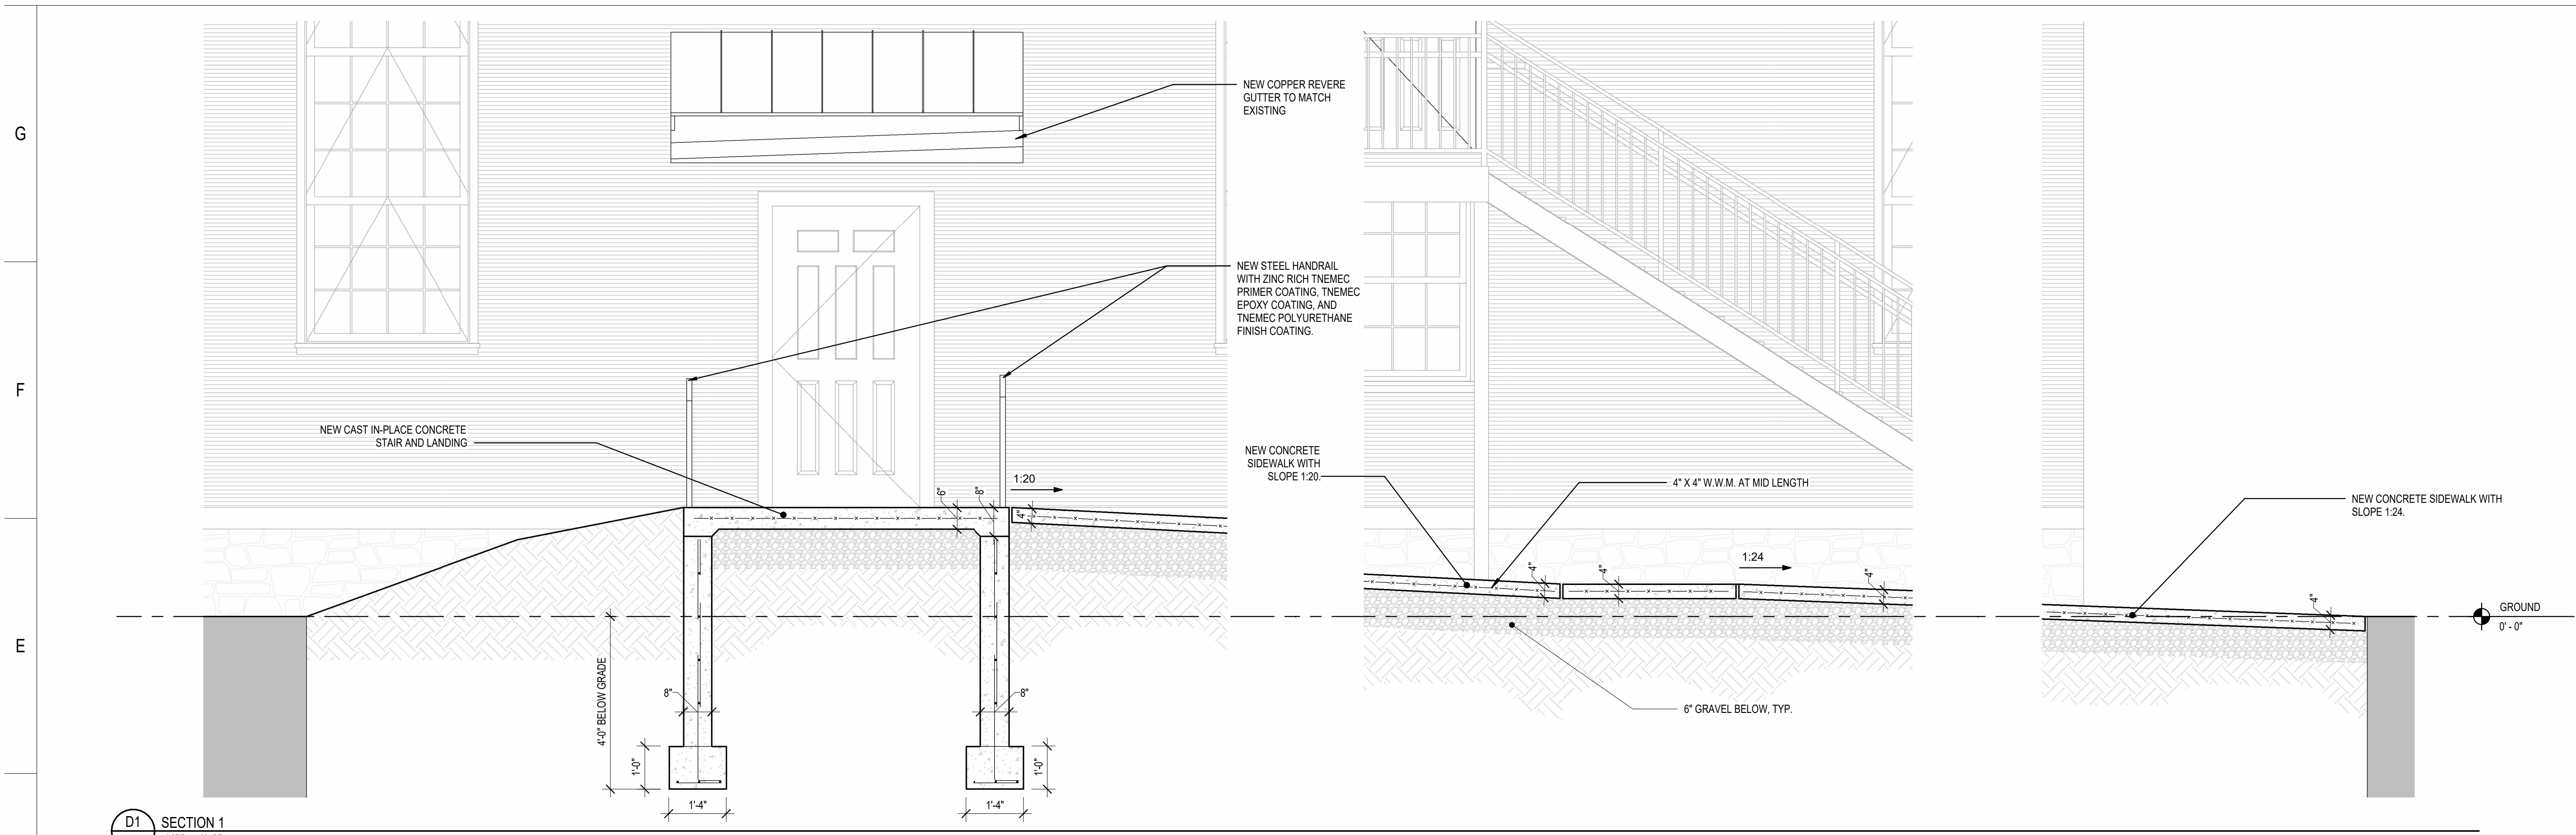 G
F
E
NEW COPPER REVERE
GUTTER TO MATCH
EXISTING
NEW STEEL HANDRAIL
WITH ZINC RICH TNEMEC
PRIMER COATING, TNEMEC
EPOXY COATING, AND
TNEMEC POLYURETHANE
FINISH COATING.
NEW CAST IN-PLACE CONCRETE
STAIR AND LANDING
6"
8"
1:20
4"
NEW CONCRETE
SIDEWALK WITH
SLOPE 1:20.
4" X 4" W.W.M. AT MID LENGTH
NEW CONCRETE SIDEWALK WITH
SLOPE 1:24.
1:24
4"
4"
4"
4"
GROUND
0' - 0"
4'-0" BELOW GRADE
8"
8"
6" GRAVEL BELOW, TYP.
1'-0"
1'-0"
1'-4"
1'-4"
D1
SECTION 1